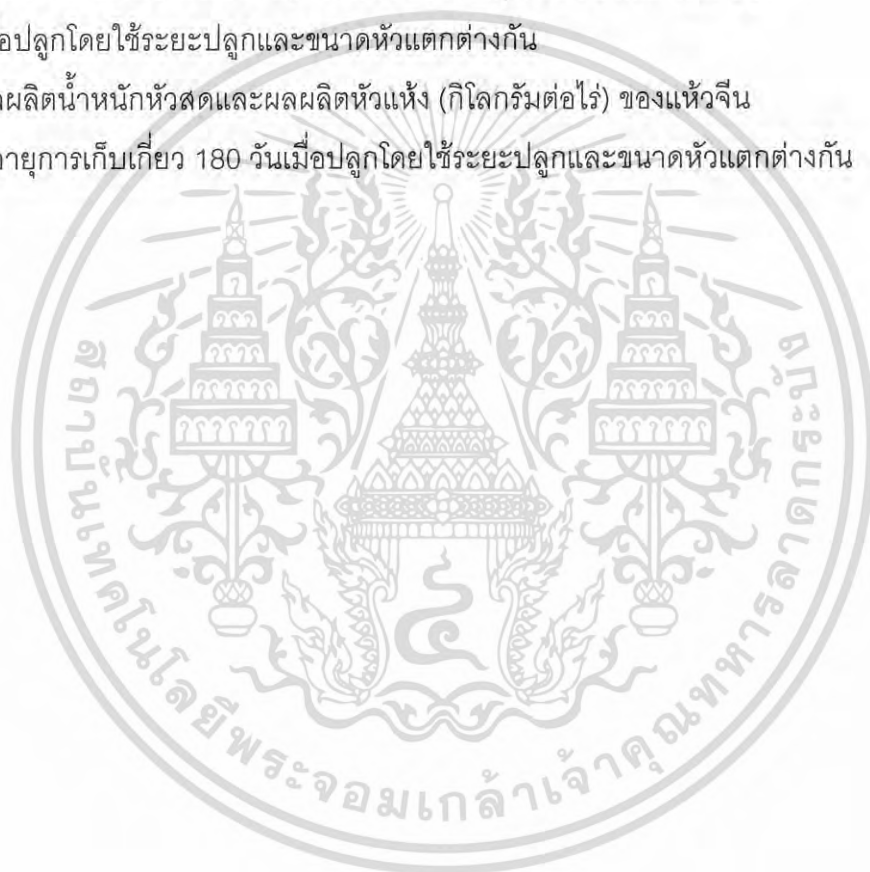 อปลูกโดยใช้ระยะปลูกและขนาดหัวแตกต่างกัน
ผลิตน้ำหนักหัวสดและผลผลิตหัวแห้ง (กิโลกรัมต่อไร่) ของแห้วจีน
อายุการเก็บเกี่ยว 180 วันเมื่อปลูกโดยใช้ระยะปลูกและขนาดหัวแตกต่างกัน
สถาบันเทคโนโลยีพระจอมเกล้าเจ้าคุณทหารลาดกระบัง